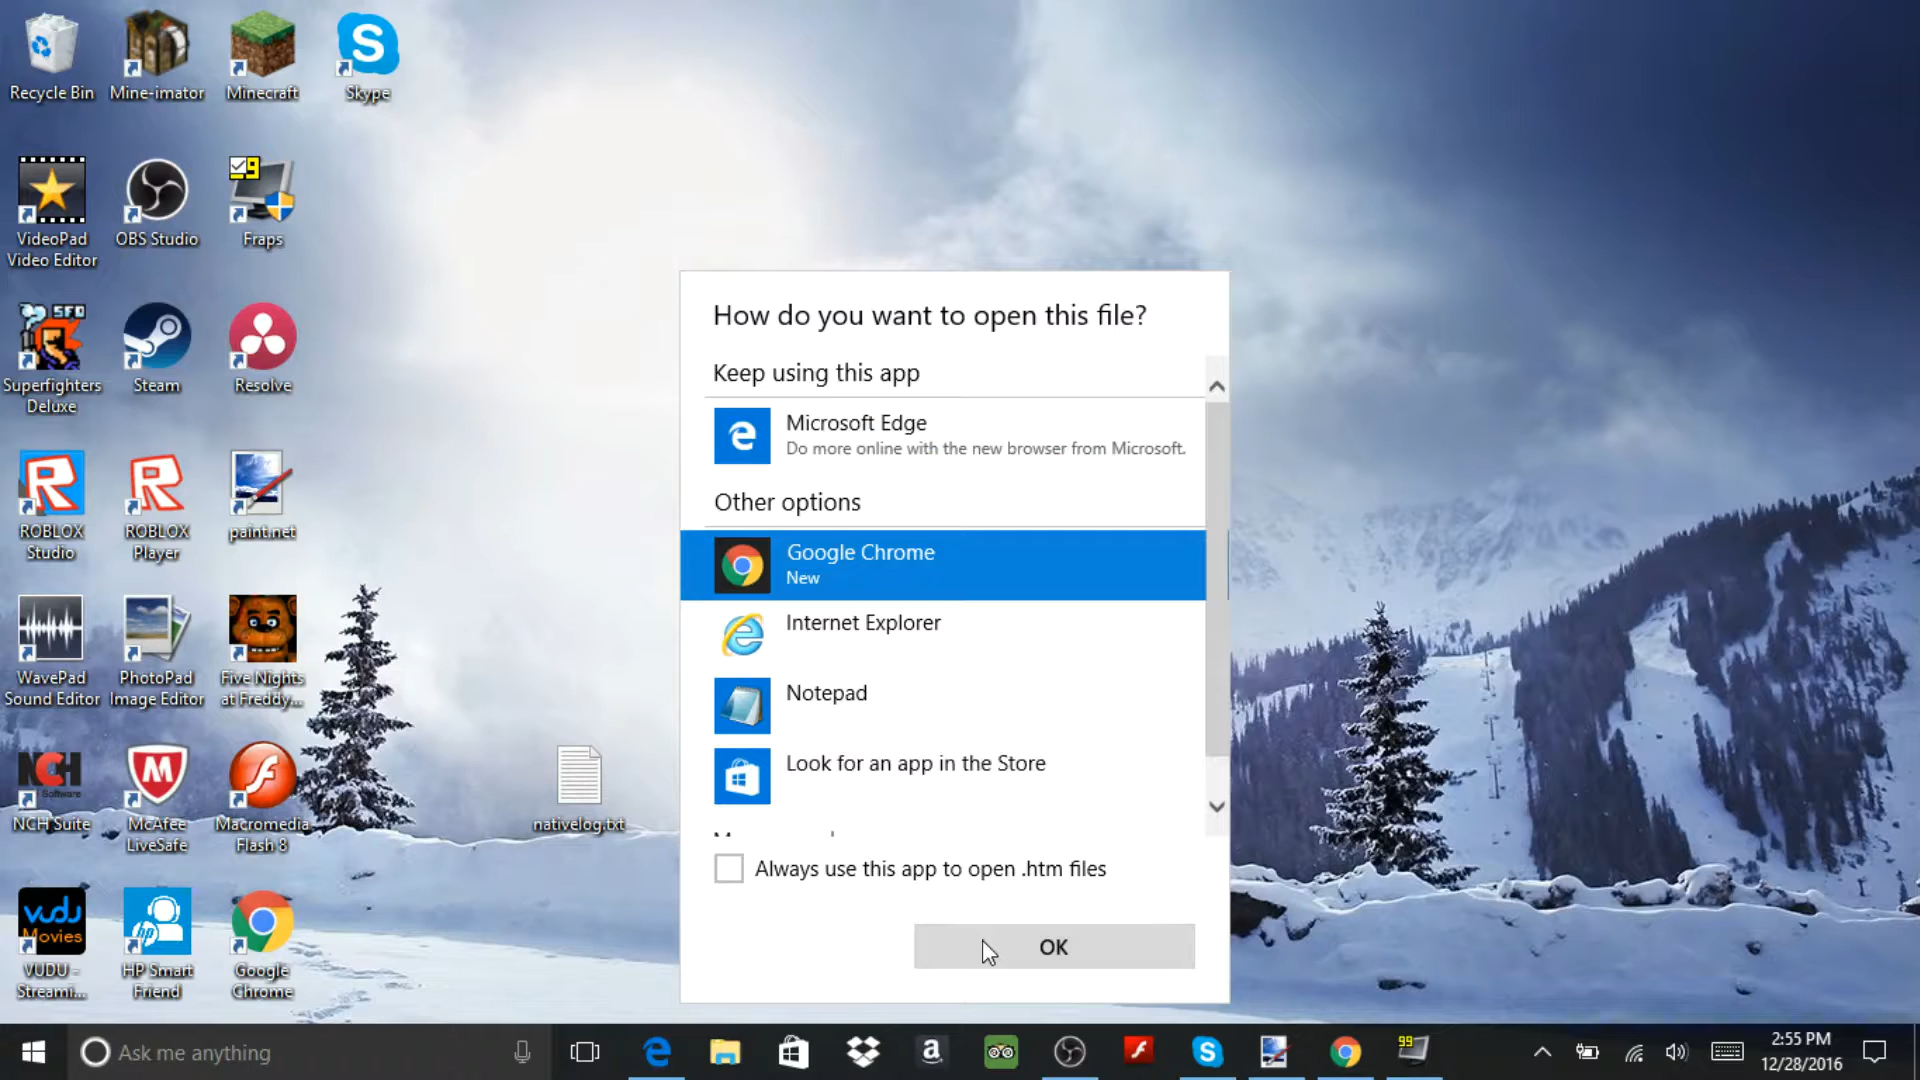 Recycle Bin
Mine-imator
Minecraft
Skype
VideoPad
Video Editor
OBS Studio
Fraps
Superfighters
Deluxe
Steam
Resolve
ROBLOX
Studio
ROBLOX
Player
paint.net
WavePad
Sound Editor
PhotoPad
Image Editor
Five Nights
at Freddy...
NCH Suite
McAfee
LiveSafe
Macromedia
Flash 8
VUDU -
Streami...
HP Smart
Friend
Google
Chrome
nativelog.txt
How do you want to open this file?
Keep using this app
Microsoft Edge
Do more online with the new browser from Microsoft.
Other options
Google Chrome
New
Internet Explorer
Notepad
Look for an app in the Store
Always use this app to open .htm files
OK
Ask me anything
99
2:55 PM
12/28/2016